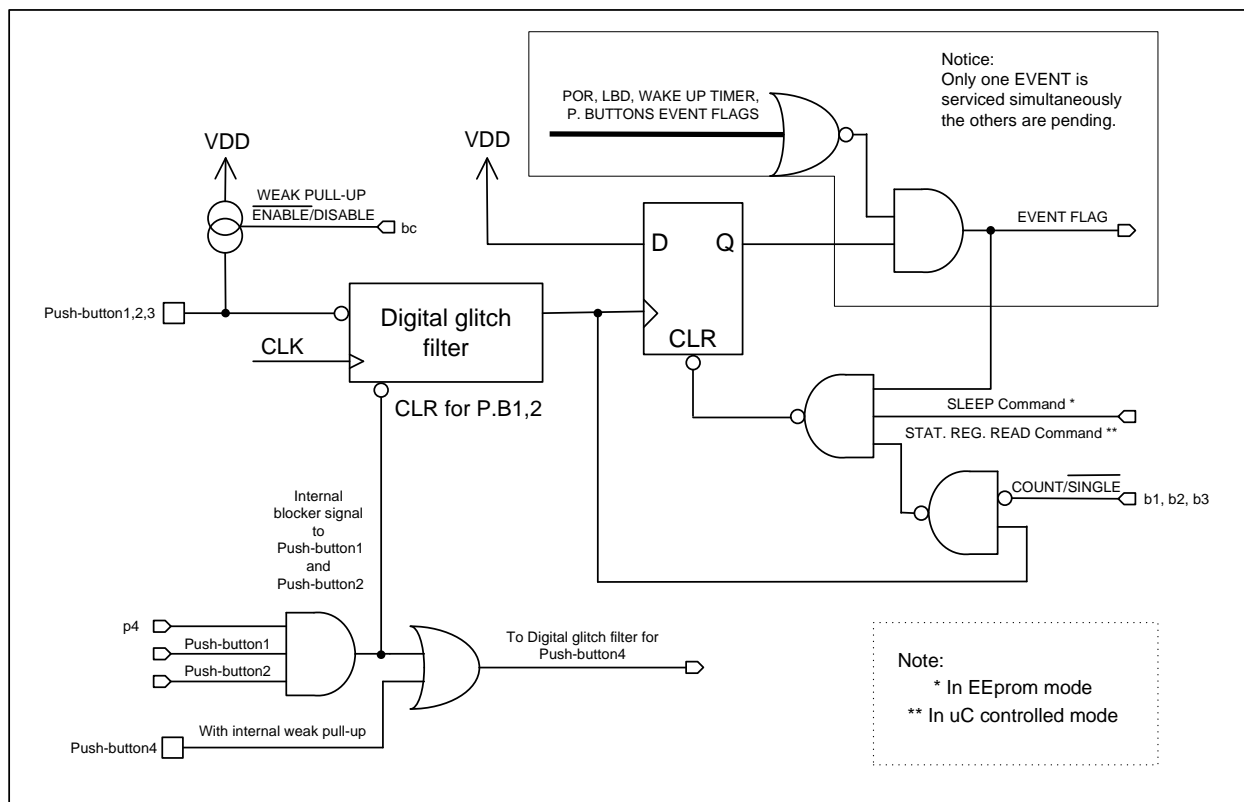 Notice:
Only one EVENT is
serviced simultaneously
the others are pending.
POR, LBD, WAKE UP TIMER,
P. BUTTONS EVENT FLAGS
VDD
VDD
WEAK PULL-UP
ENABLE/DISABLE
bc
D
Q
EVENT FLAG
Push-button1,2,3
Digital glitch
filter
CLK
CLR
CLR for P.B1,2
SLEEP Command *
STAT. REG. READ Command **
COUNT/SINGLE
b1, b2, b3
Internal
blocker signal
to
Push-button1
and
Push-button2
p4
Push-button1
Push-button2
To Digital glitch filter for
Push-button4
With internal weak pull-up
Push-button4
Note:
* In EEprom mode
** In uC controlled mode